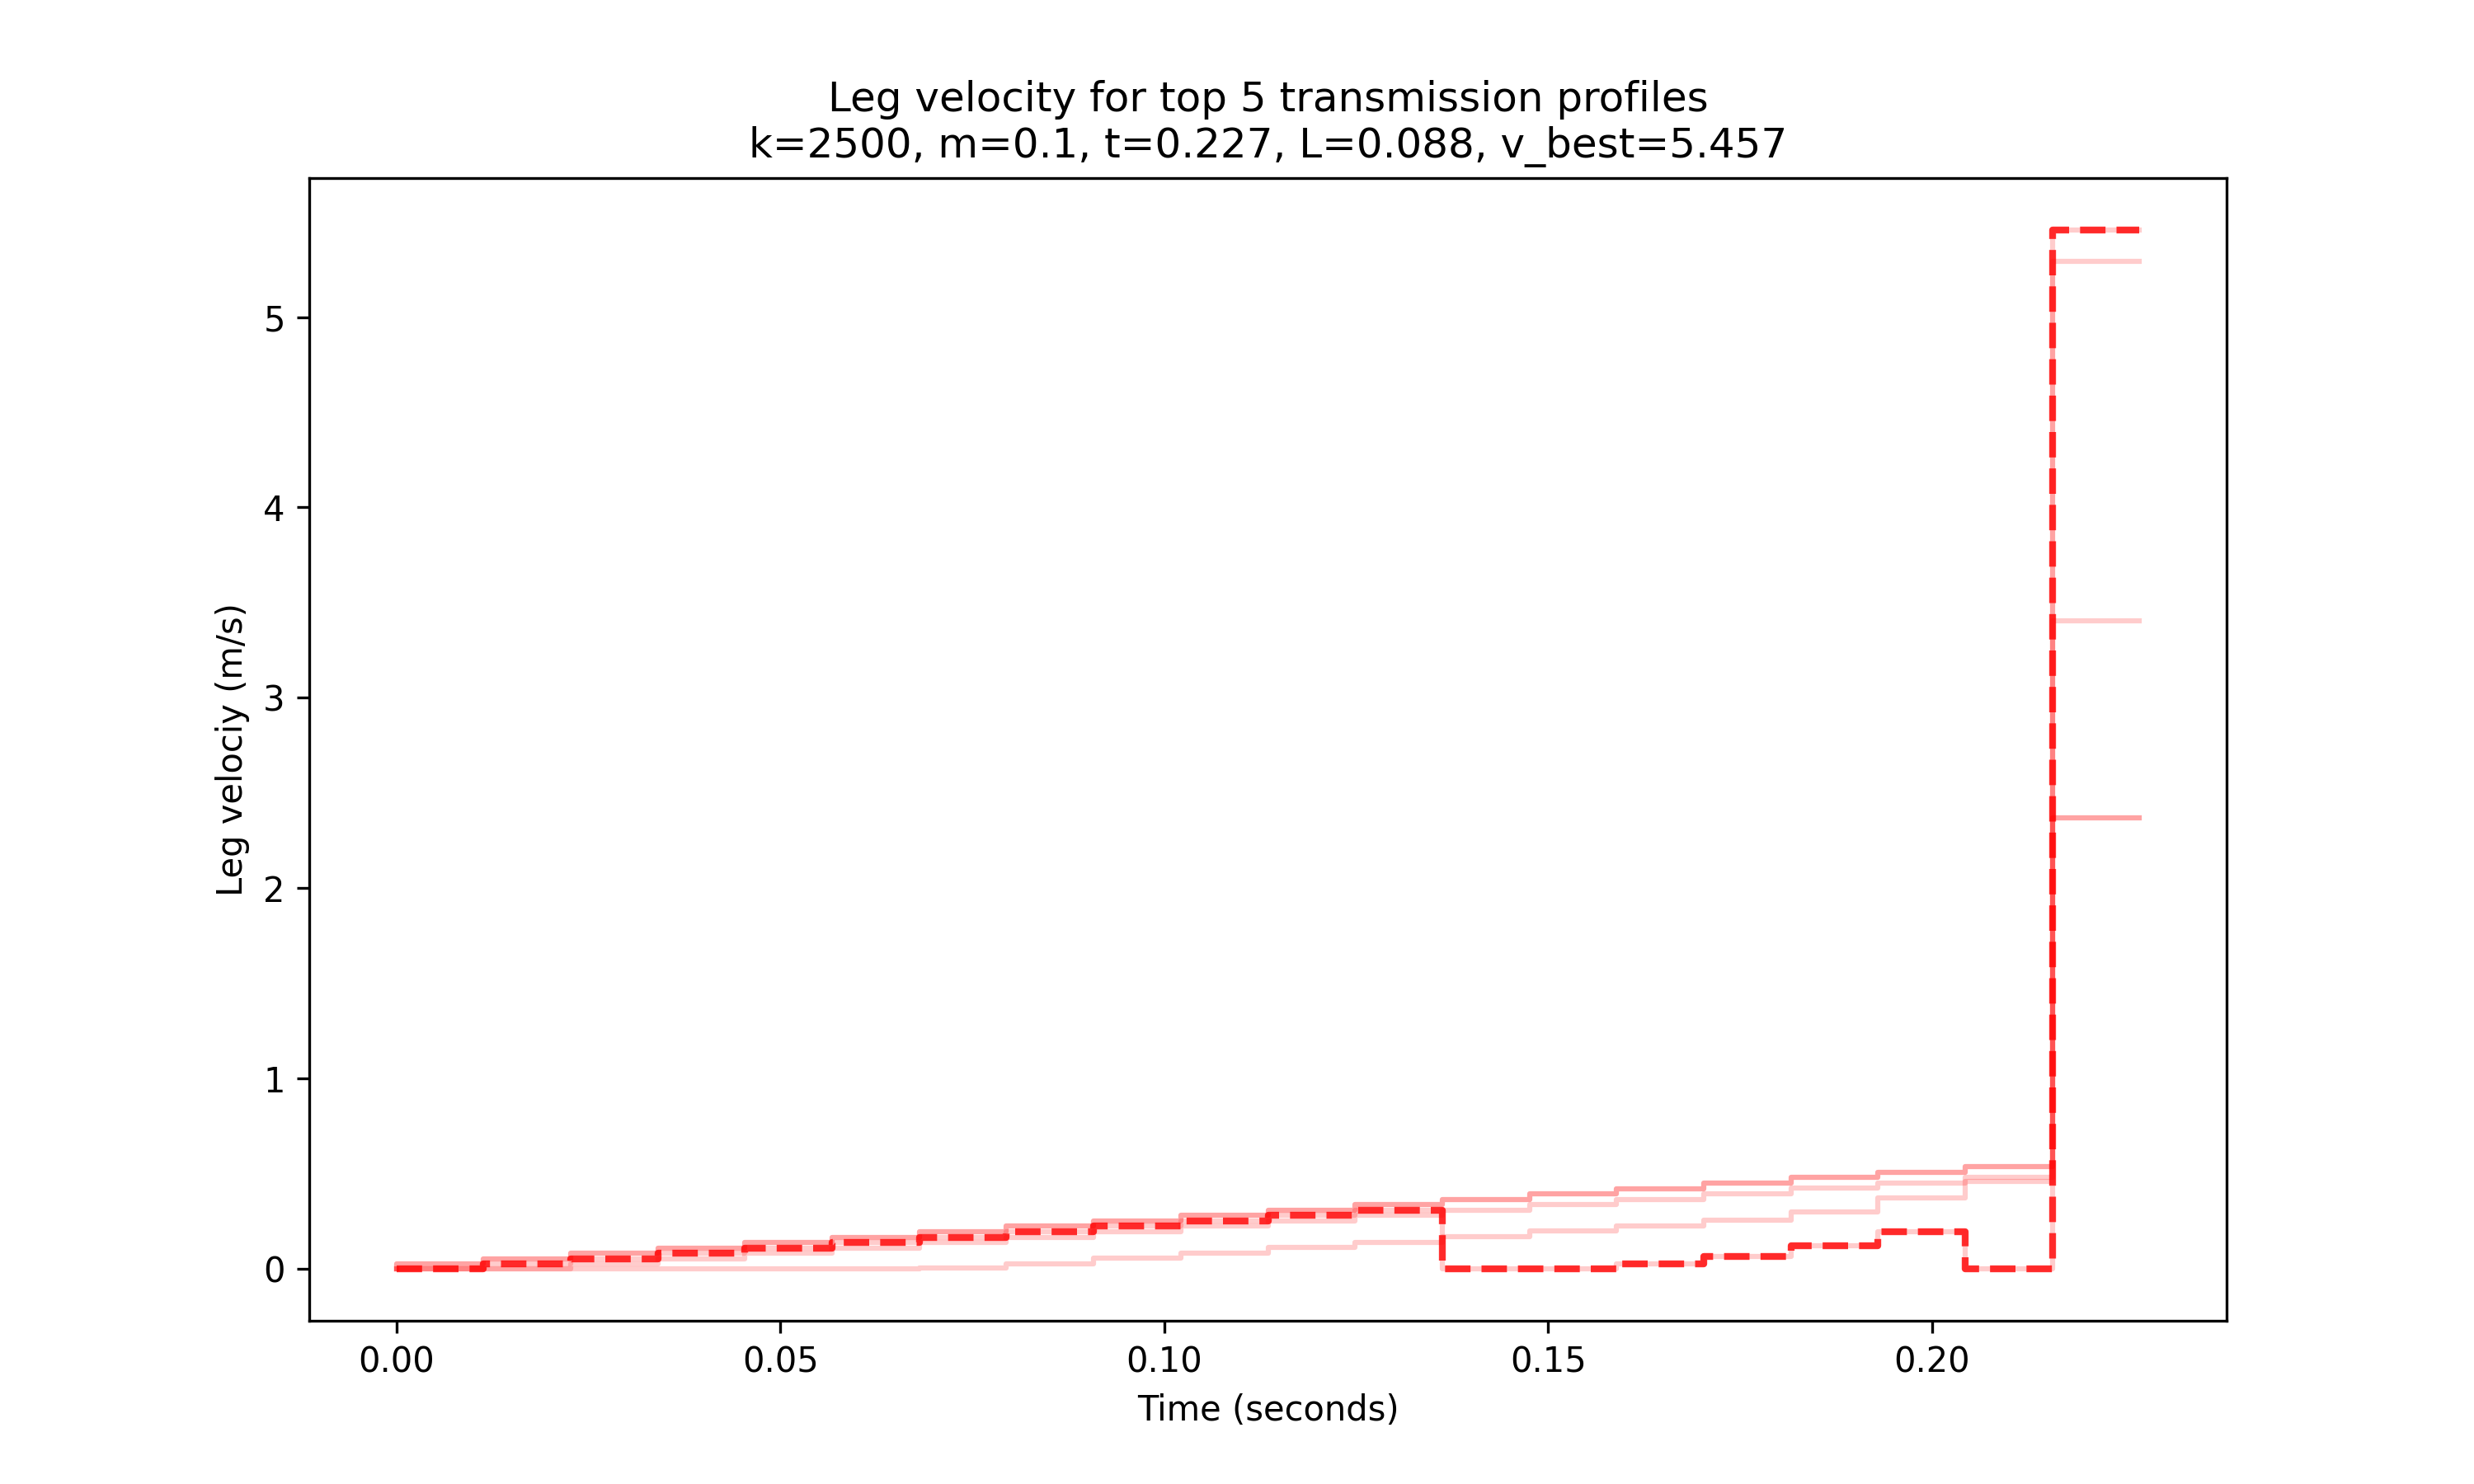 Leg velocity for top 5 transmission profiles
k=2500, m=0.1, t=0.227, L=0.088, v_best=5.457
Leg velociy (m/s)
5
4
3
2
1
0
0.00 0.05 0.10 0.15 0.20
Time (seconds)